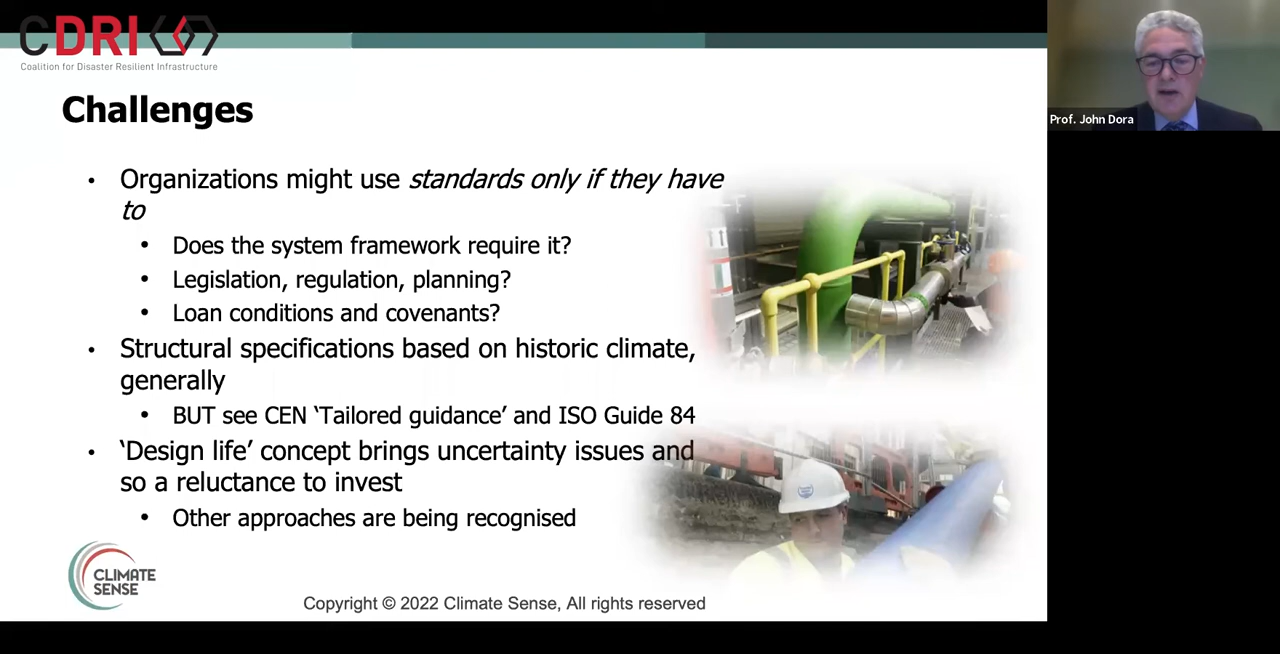 CDRI
Coalition for Disaster Resilient Infrastructure
Prof. John Dora
Challenges
• Organizations might use standards only if they have
to
• Does the system framework require it?
• Legislation, regulation, planning?
• Loan conditions and covenants?
• Structural specifications based on historic climate,
generally
• BUT see CEN ‘Tailored guidance’ and ISO Guide 84
• ‘Design life’ concept brings uncertainty issues and
so a reluctance to invest
• Other approaches are being recognised
CLIMATE
SENSE
Copyright © 2022 Climate Sense, All rights reserved